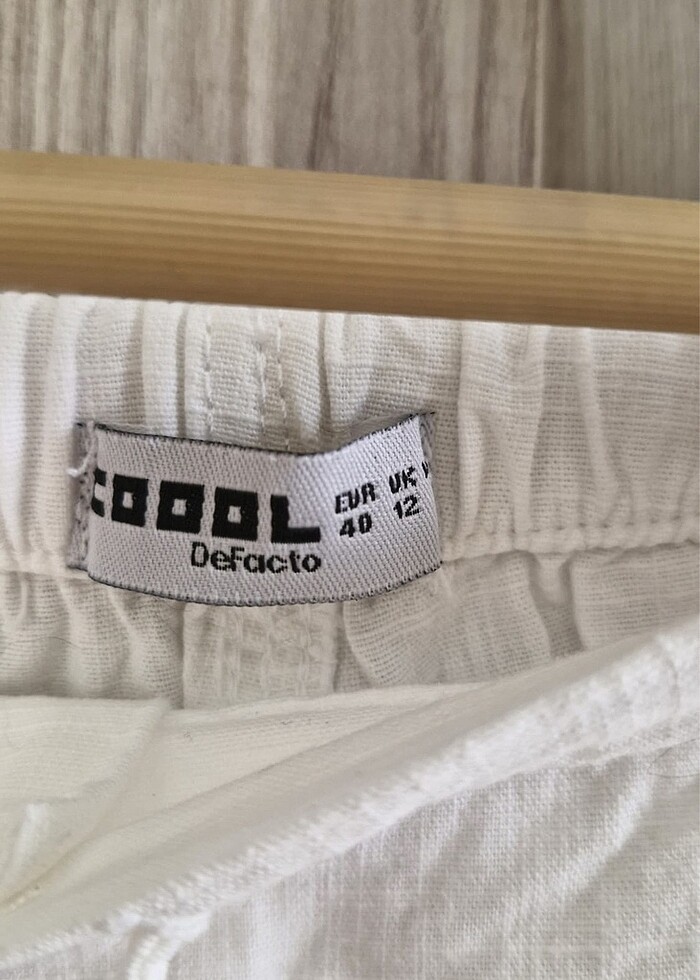 COOOL
DeFacto
EUR UK
40 12